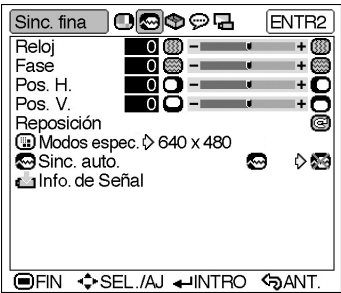 Sinc. fina ENTR2
Reloj 0 - +
Fase 0 - +
Pos. H. 0 - +
Pos. V. 0 - +
Reposición
Modos espec. 640 x 480
Sinc. auto.
Info. de Señal
FIN SEL./AJ INTRO ANT.